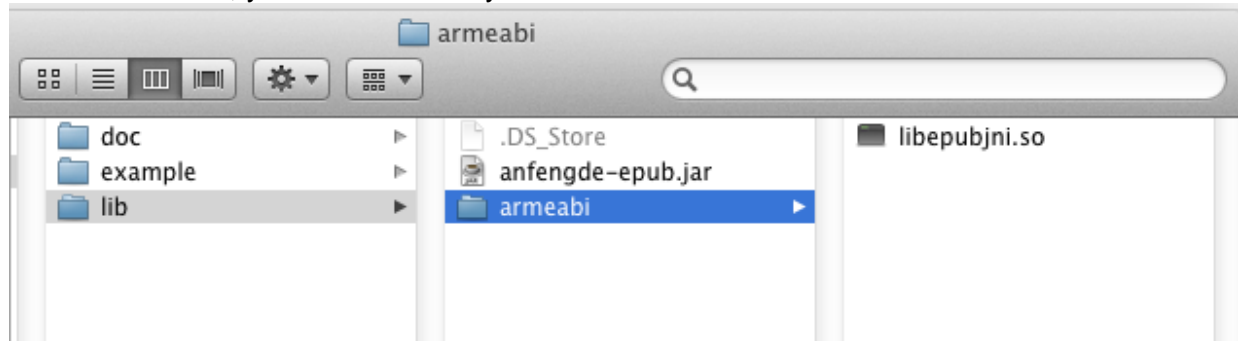 armeabi
doc
example
lib
.DS_Store
anfengde-epub.jar
armeabi
libepubjni.so